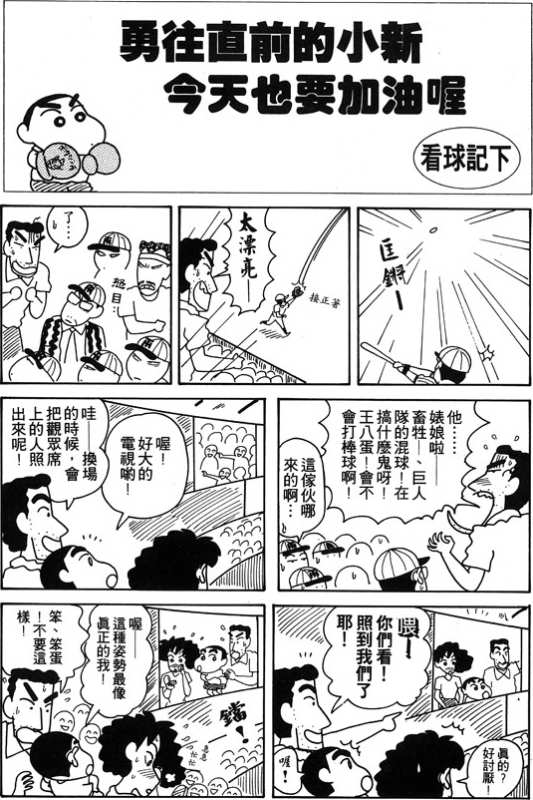 勇往直前的小新
今天也要加油喔
看球記下
匡鏘—
太漂亮—
接正著
了…
怒目…
他……
婊娘啦—
畜牲—、巨人
隊的混球！在
搞什麼鬼呀！
王八蛋！會不
會打棒球啊！
這傢伙哪
來的啊…
喔！
好大的
電視喲！
哇——換場
的時候，會
把觀眾席
上的人照
出來呢！
喂—
你們看！
照到我們了
耶！
真的？
好討厭！
喔！
喔—
這種姿勢最像
真正的我！
鏘！
急急
忙忙
笨、笨蛋
！不要這
樣！